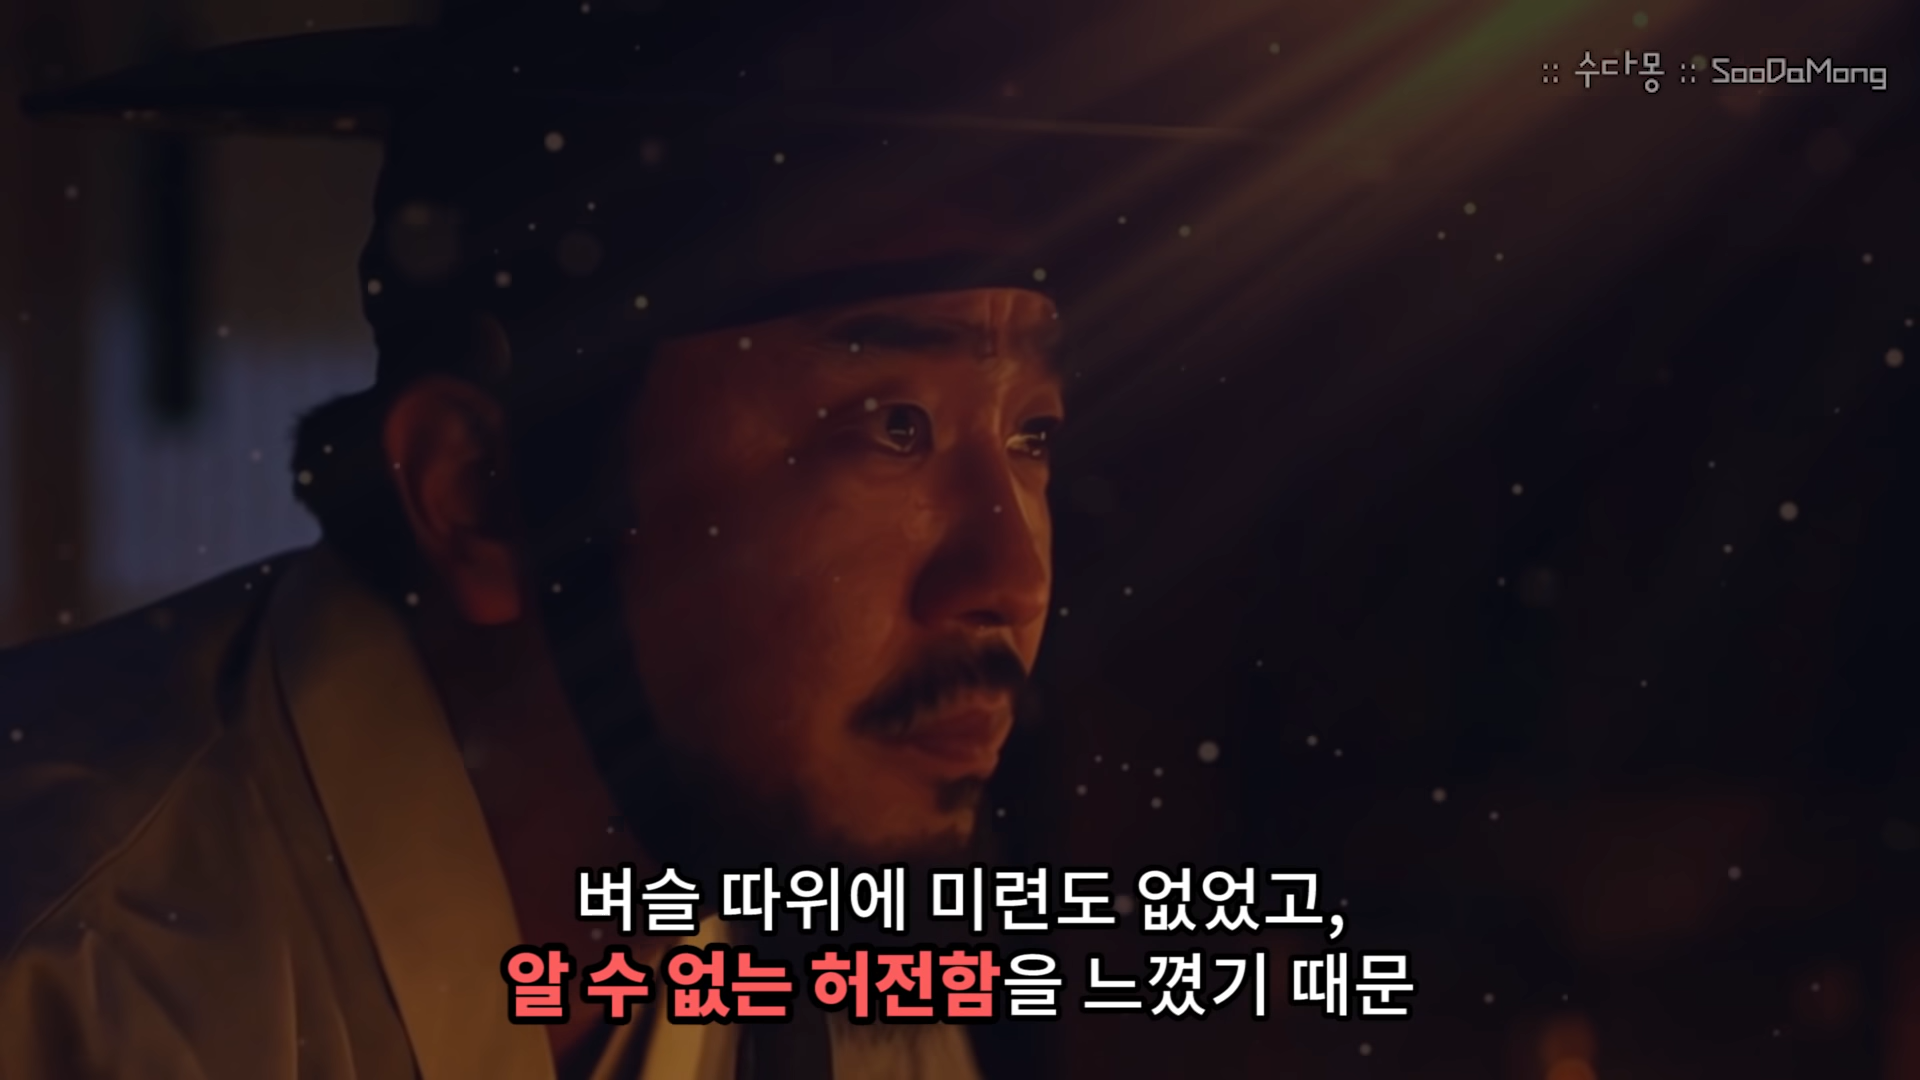 :: 수다몽 :: SooDaMong
벼슬 따위에 미련도 없었고,
알 수 없는 허전함을 느꼈기 때문